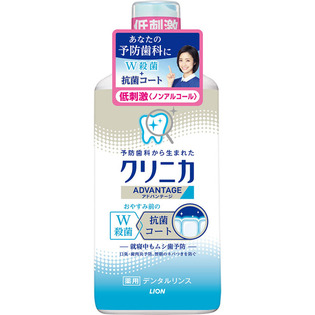 低刺激
あなたの
予防歯科に
W殺菌
+
抗菌コート
低刺激〈ノンアルコール〉
予防歯科から生まれた
クリニカ
ADVANTAGE
アドバンテージ
おやすみ前の
W殺菌
抗菌コート
就寝中もムシ歯予防
薬用 デンタルリンス
LION